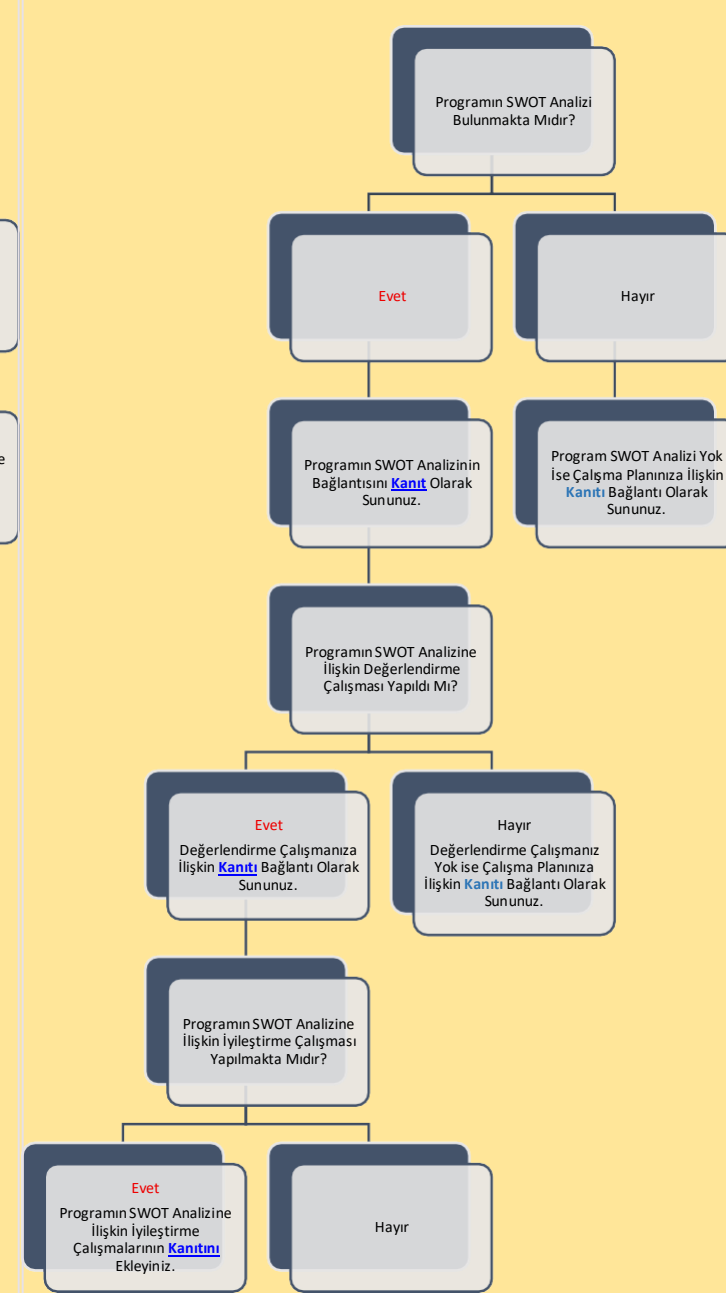 Programın SWOT Analizi
Bulunmakta Mıdır?
Evet
Hayır
e
Programın SWOT Analizinin
Bağlantısını Kanıt Olarak
Sununuz.
Program SWOT Analizi Yok
İse Çalşma Planınıza İlişkin
Kanıtı Bağlantı Olarak
Sununuz.
Programın SWOT Analizine
İlişkin Değerlendirme
Çalışması Yapıldı Mı?
Evet
Değerlendirme Çalışmanıza
İlişkin Kanıtı Bağlantı Olarak
Sununuz.
Hayır
Değerlendirme Çalışmanız
Yok ise Çalışma Planınıza
İlişkin Kanıtı Bağlantı Olarak
Sununuz.
Programın SWOT Analizine
İlişkin İyileştirme Çalışması
Yapılmakta Mıdır?
Evet
Programın SWOT Analizine
İlişkin İyileştirme
Çalışmalarının Kanıtını
Ekleyiniz.
Hayır